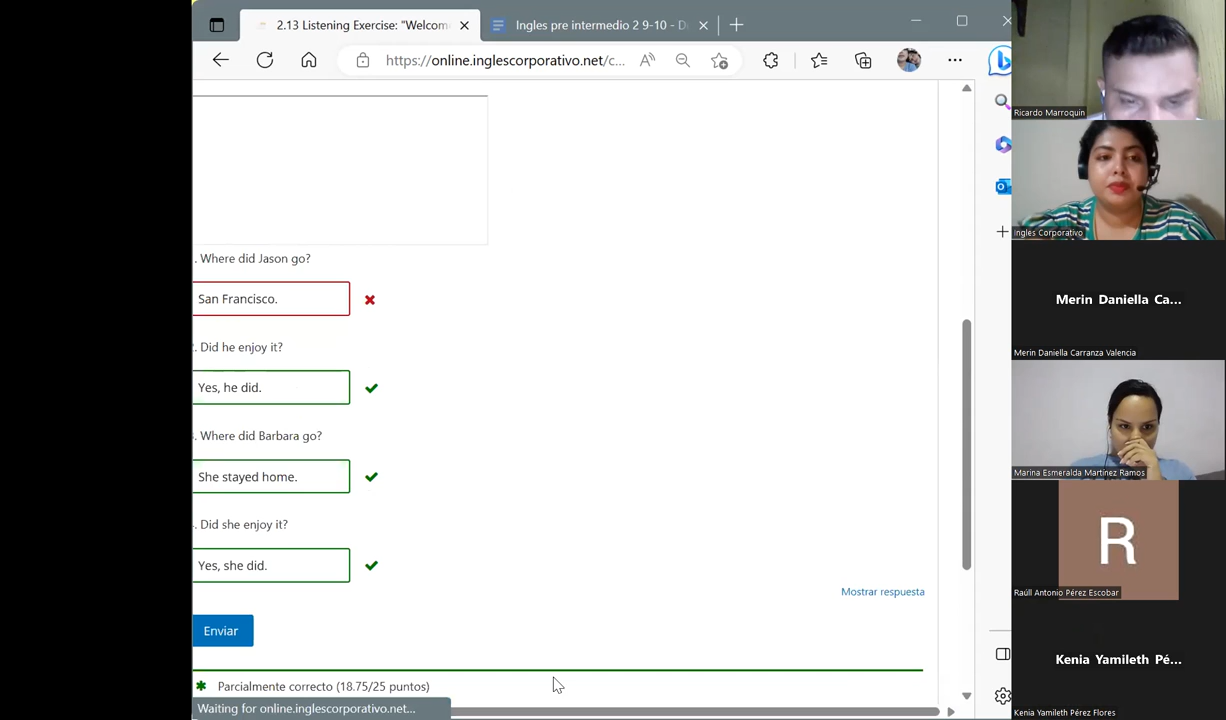 2.13 Listening Exercise: "Welcom
Ingles pre intermedio 2 9-10 - D
https://online.inglescorporativo.net/c...
. Where did Jason go?
San Francisco.
. Did he enjoy it?
Yes, he did.
. Where did Barbara go?
She stayed home.
. Did she enjoy it?
Yes, she did.
Mostrar respuesta
Enviar
Parcialmente correcto (18.75/25 puntos)
Waiting for online.inglescorporativo.net...
Ricardo Marroquin
Ingles Corporativo
Merin Daniella Ca...
Merin Daniella Carranza Valencia
Marina Esmeralda Martinez Ramos
R
Raúll Antonio Pérez Escobar
Kenia Yamileth Pé...
Kenia Yamileth Pérez Flores